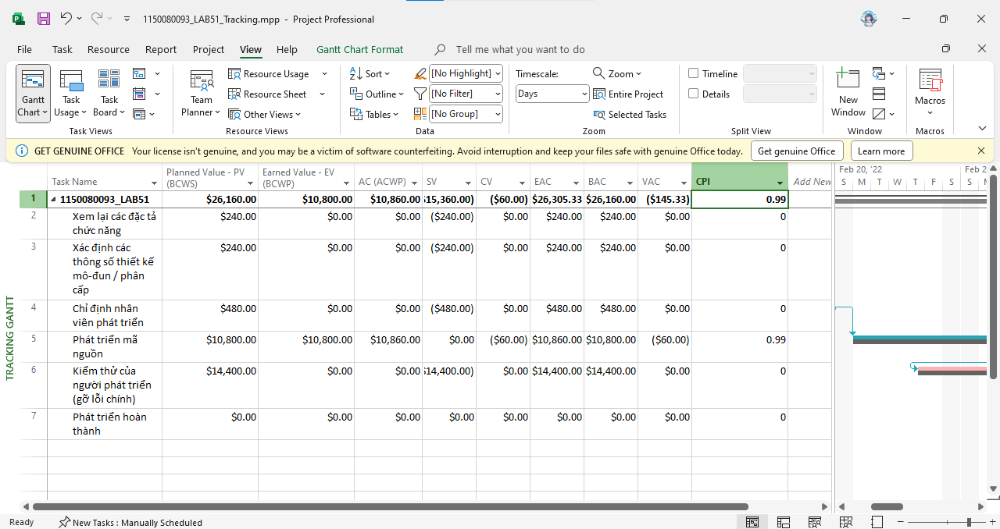 1150080093_LAB51_Tracking.mpp - Project Professional
File Task Resource Report Project View Help Gantt Chart Format Tell me what you want to do
Gantt Chart
Task Usage
Task Board
Task Views
Team Planner
Resource Usage
Resource Sheet
Other Views
Resource Views
Sort
Outline
Tables
[No Highlight]
[No Filter]
[No Group]
Data
Timescale:
Days
Zoom
Entire Project
Selected Tasks
Zoom
Timeline
Details
Split View
New Window
Window
Macros
Macros
GET GENUINE OFFICE Your license isn't genuine, and you may be a victim of software counterfeiting. Avoid interruption and keep your files safe with genuine Office today. Get genuine Office Learn more
Task Name
Planned Value - PV (BCWS)
Earned Value - EV (BCWP)
AC (ACWP)
SV
CV
EAC
BAC
VAC
CPI
Add New
Feb 20, '22 Feb 2
S M T W T F S S
1 1150080093_LAB51 $26,160.00 $10,800.00 $10,860.00 15,360.00) ($60.00) $26,305.33 $26,160.00 ($145.33) 0.99
2 Xem lại các đặc tả $240.00 $0.00 $0.00 ($240.00) $0.00 $240.00 $240.00 $0.00 0
chức năng
3 Xác định các $240.00 $0.00 $0.00 ($240.00) $0.00 $240.00 $240.00 $0.00 0
thông số thiết kế
mô-đun / phân
cấp
4 Chỉ định nhân $480.00 $0.00 $0.00 ($480.00) $0.00 $480.00 $480.00 $0.00 0
viên phát triển
5 Phát triển mã $10,800.00 $10,800.00 $10,860.00 $0.00 ($60.00) $10,860.00 $10,800.00 ($60.00) 0.99
nguồn
6 Kiểm thử của $14,400.00 $0.00 $0.00 14,400.00) $0.00 $14,400.00 $14,400.00 $0.00 0
người phát triển
(gỡ lỗi chính)
7 Phát triển hoàn $0.00 $0.00 $0.00 $0.00 $0.00 $0.00 $0.00 $0.00 0
thành
TRACKING GANTT
Ready New Tasks : Manually Scheduled